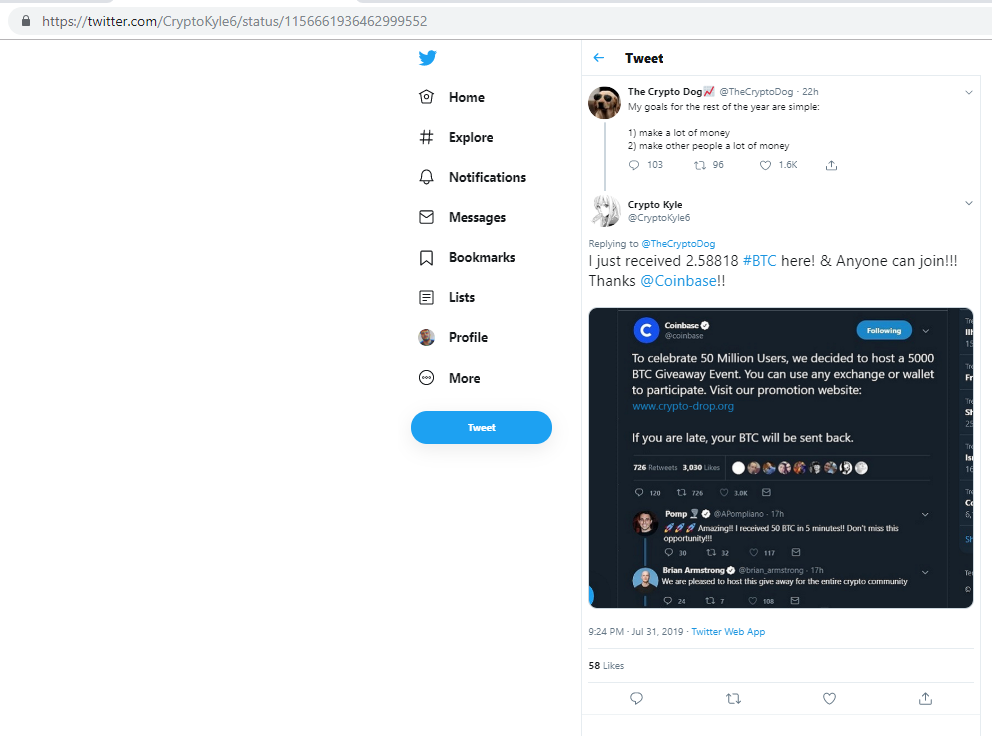 https://twitter.com/CryptoKyle6/status/1156661936462999552
Home
Explore
Notifications
Messages
Bookmarks
Lists
Profile
More
Tweet
Tweet
The Crypto Dog📈 @TheCryptoDog · 22h
My goals for the rest of the year are simple:
1) make a lot of money
2) make other people a lot of money
103 96 1.6K
Crypto Kyle
@CryptoKyle6
Replying to @TheCryptoDog
I just received 2.58818 #BTC here! & Anyone can join!!!
Thanks @Coinbase!!
Coinbase
@coinbase
Following
To celebrate 50 Million Users, we decided to host a 5000
BTC Giveaway Event. You can use any exchange or wallet
to participate. Visit our promotion website:
www.crypto-drop.org
If you are late, your BTC will be sent back.
726 Retweets 3,030 Likes
120 726 3.0K
Pomp 🌪 @APompliano · 17h
🚀🚀🚀 Amazing!! I received 50 BTC in 5 minutes!! Don't miss this
opportunity!!!
30 32 117
Brian Armstrong @brian_armstrong · 17h
We are pleased to host this give away for the entire crypto community
24 7 108
9:24 PM · Jul 31, 2019 · Twitter Web App
58 Likes